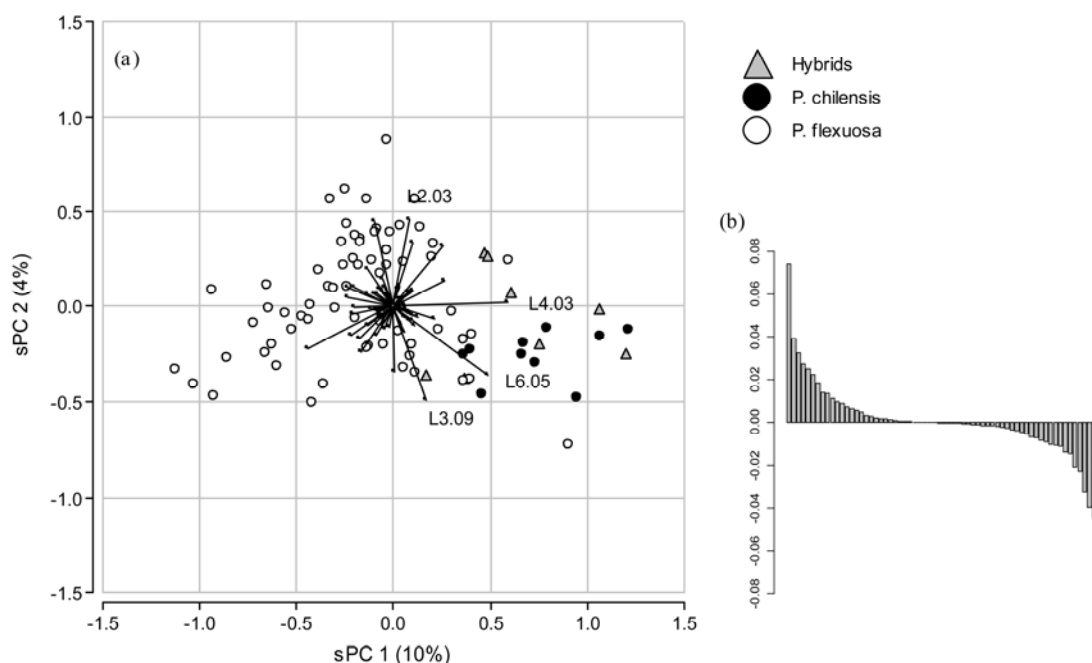 (a)
1.5
1.0
0.5
0.0
-0.5
-1.0
-1.5
sPC 2 (4%)
L2.03
L4.03
L6.05
L3.09
-1.5
-1.0
-0.5
0.0
0.5
1.0
1.5
sPC 1 (10%)
Hybrids
P. chilensis
P. flexuosa
(b)
0.08
0.06
0.04
0.02
0.00
-0.02
-0.04
-0.06
-0.08